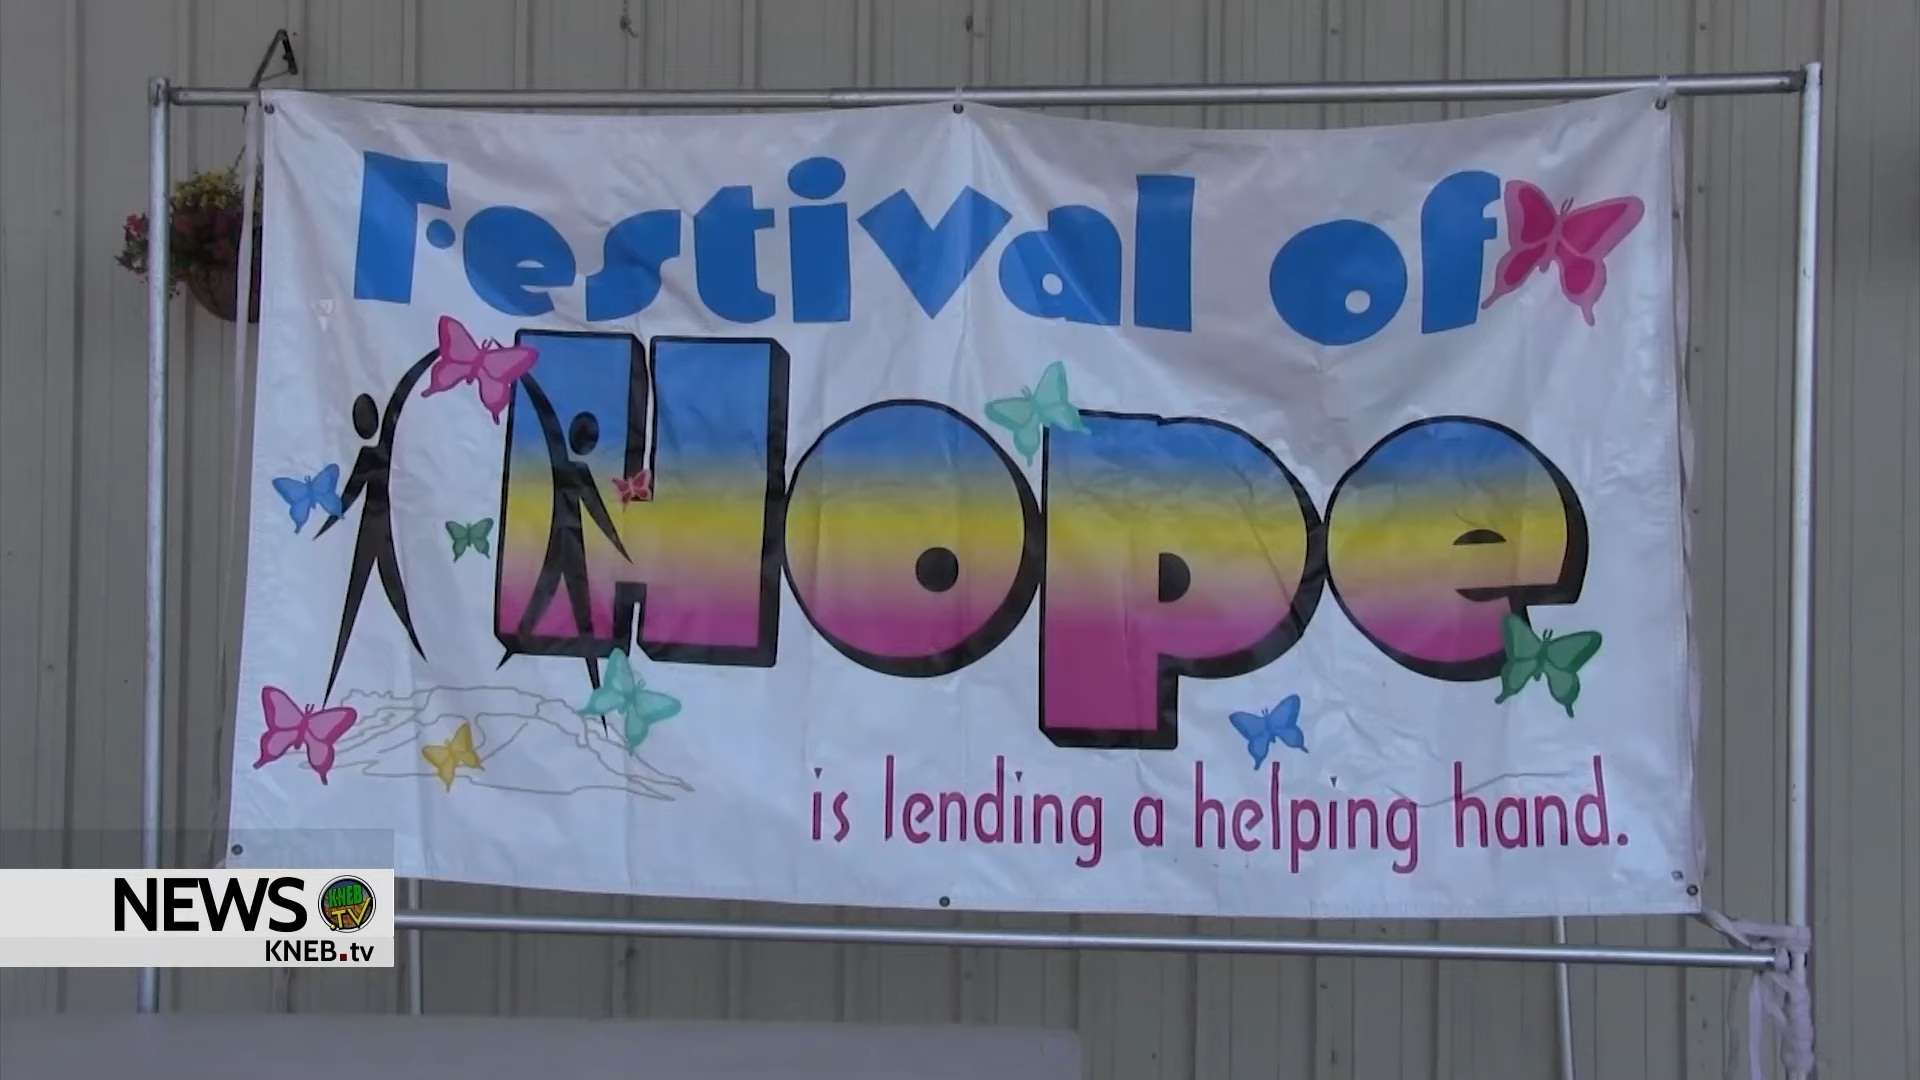 Festival of
Hope
is lending a helping hand.
NEWS KNEB TV
KNEB.tv